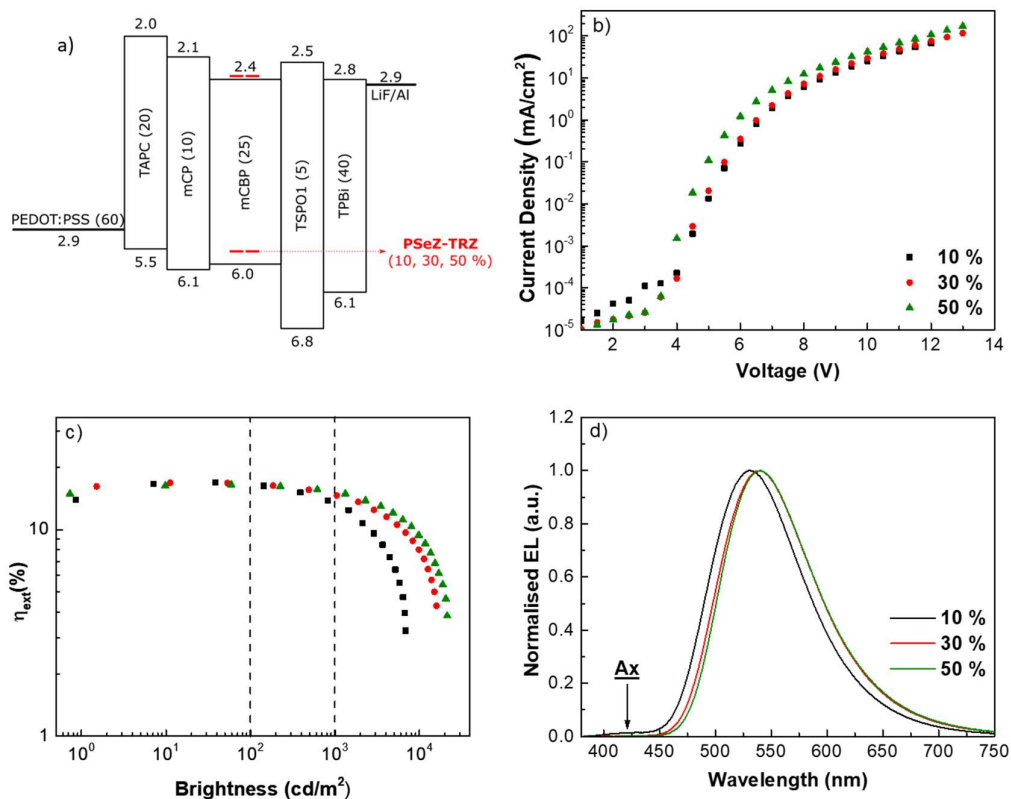 a)
2.0
2.1
2.4
2.5
2.8
2.9
LiF/Al
TAPC (20)
mCP (10)
mCBP (25)
TSPO1 (5)
TPBi (40)
PEDOT:PSS (60)
2.9
5.5
6.1
6.0
6.8
6.1
PSeZ-TRZ
(10, 30, 50 %)
b)
Current Density (mA/cm²)
10²
10¹
10⁰
10⁻¹
10⁻²
10⁻³
10⁻⁴
10⁻⁵
10 %
30 %
50 %
2 4 6 8 10 12 14
Voltage (V)
c)
ηext(%)
10
1
10⁰ 10¹ 10² 10³ 10⁴
Brightness (cd/m²)
d)
Normalised EL (a.u.)
1.2
1.0
0.8
0.6
0.4
0.2
0.0
Ax
10 %
30 %
50 %
400 450 500 550 600 650 700 750
Wavelength (nm)